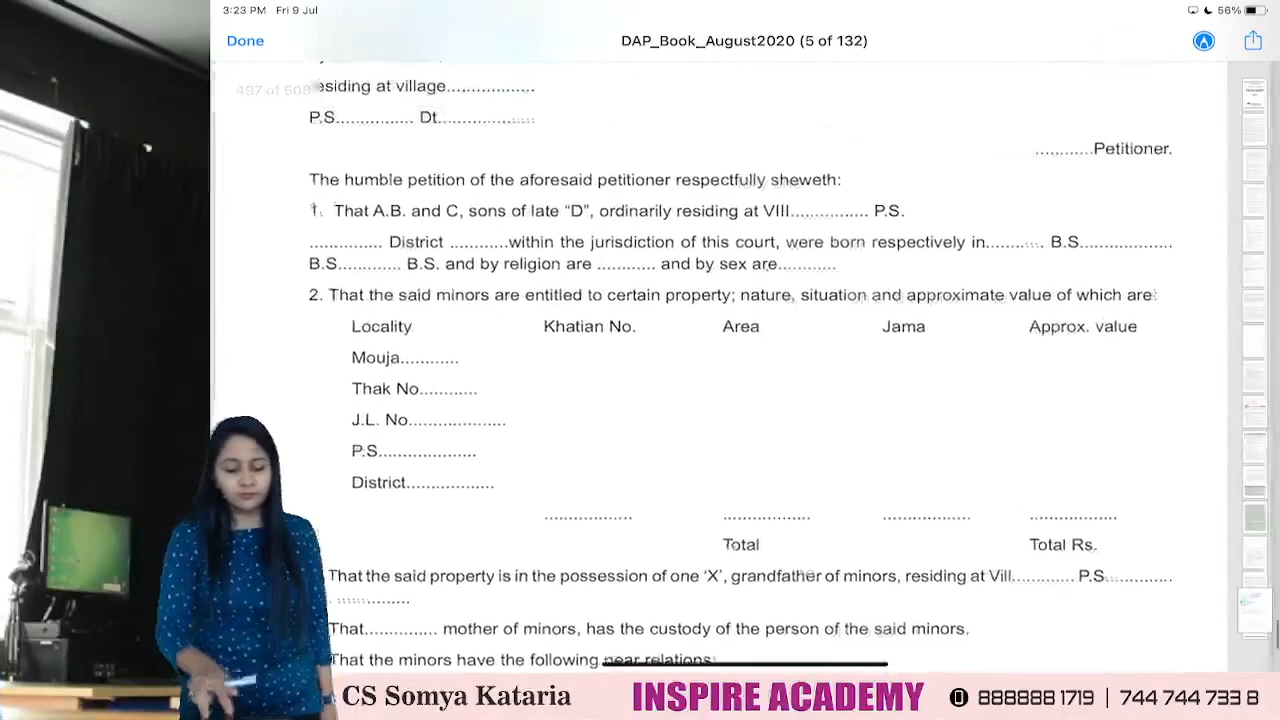 3:23 PM Fri 9 Jul 56%
Done DAP_Book_August2020 (5 of 132)
497 of 508
esiding at village.................
P.S............... Dt...................
............Petitioner.
The humble petition of the aforesaid petitioner respectfully sheweth:
1. That A.B. and C, sons of late “D”, ordinarily residing at VIII............... P.S.
............... District ............within the jurisdiction of this court, were born respectively in............ B.S...................
B.S............. B.S. and by religion are ............ and by sex are............
2. That the said minors are entitled to certain property; nature, situation and approximate value of which are:
Locality Khatian No. Area Jama Approx. value
Mouja............
Thak No............
J.L. No....................
P.S....................
District..................
.................. .................. .................. ..................
Total Total Rs.
That the said property is in the possession of one ‘X’, grandfather of minors, residing at Vill............. P.S.............
...............
That............... mother of minors, has the custody of the person of the said minors.
That the minors have the following near relations:
CS Somya Kataria INSPIRE ACADEMY 888888 1719 | 744 744 733 8